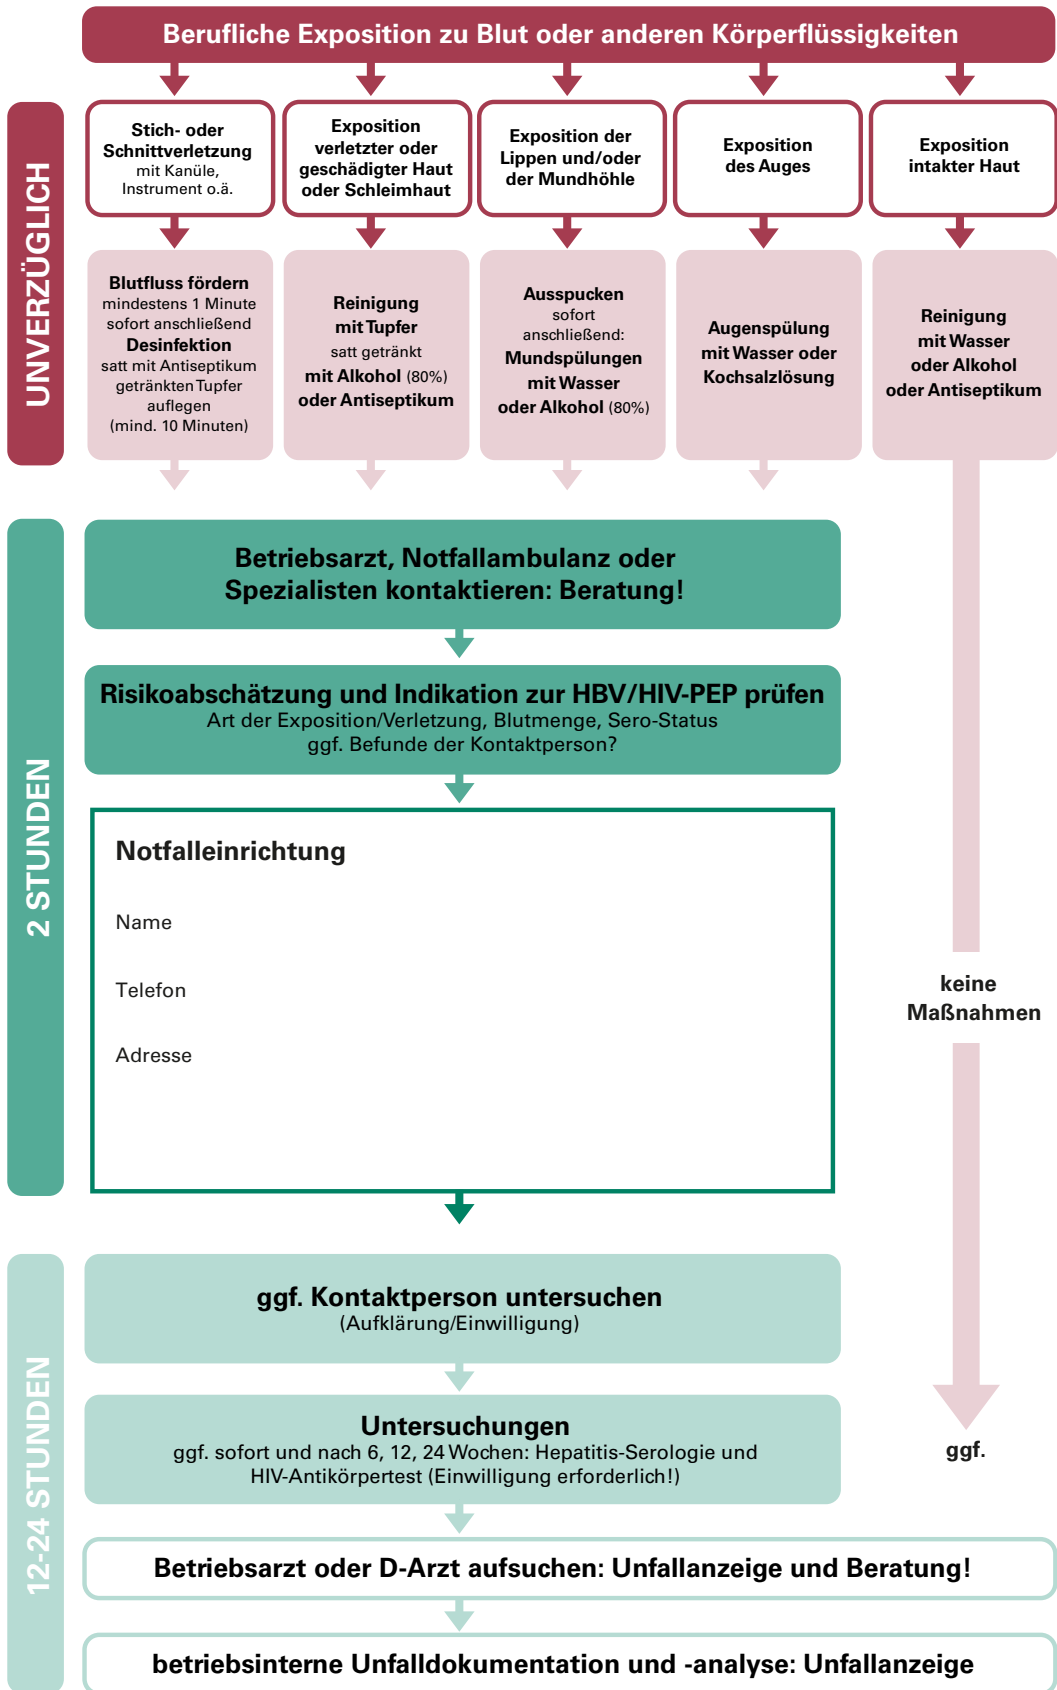 Berufliche Exposition zu Blut oder anderen Körperflüssigkeiten
UNVERZÜGLICH
Stich- oder
Schnittverletzung
mit Kanüle,
Instrument o.ä.
Exposition
verletzter oder
geschädigter Haut
oder Schleimhaut
Exposition der
Lippen und/oder
der Mundhöhle
Exposition
des Auges
Exposition
intakter Haut
Blutfluss fördern
mindestens 1 Minute
sofort anschließend
Desinfektion
satt mit Antiseptikum
getränkten Tupfer
auflegen
(mind. 10 Minuten)
Reinigung
mit Tupfer
satt getränkt
mit Alkohol (80%)
oder Antiseptikum
Ausspucken
sofort
anschließend:
Mundspülungen
mit Wasser
oder Alkohol (80%)
Augenspülung
mit Wasser oder
Kochsalzlösung
Reinigung
mit Wasser
oder Alkohol
oder Antiseptikum
2 STUNDEN
Betriebsarzt, Notfallambulanz oder
Spezialisten kontaktieren: Beratung!
Risikoabschätzung und Indikation zur HBV/HIV-PEP prüfen
Art der Exposition/Verletzung, Blutmenge, Sero-Status
ggf. Befunde der Kontaktperson?
Notfalleinrichtung
Name
Telefon
Adresse
keine
Maßnahmen
12-24 STUNDEN
ggf. Kontaktperson untersuchen
(Aufklärung/Einwilligung)
Untersuchungen
ggf. sofort und nach 6, 12, 24 Wochen: Hepatitis-Serologie und
HIV-Antikörpertest (Einwilligung erforderlich!)
ggf.
Betriebsarzt oder D-Arzt aufsuchen: Unfallanzeige und Beratung!
betriebsinterne Unfalldokumentation und -analyse: Unfallanzeige